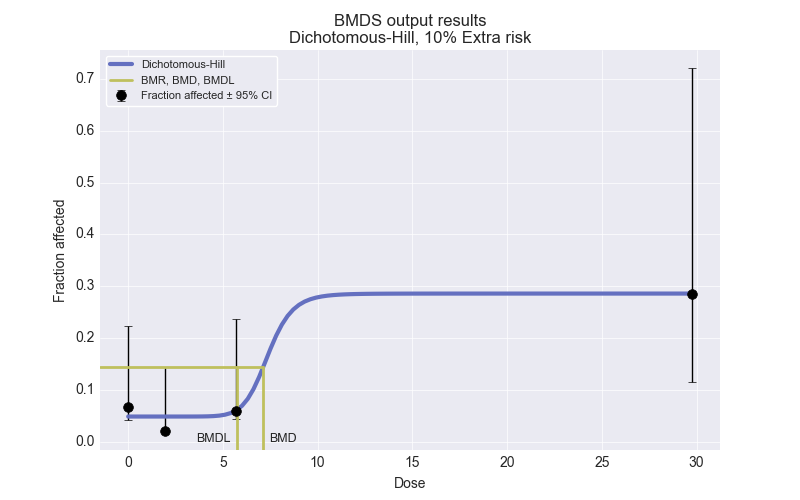 BMDS output results
Dichotomous-Hill, 10% Extra risk
Dichotomous-Hill
BMR, BMD, BMDL
Fraction affected ± 95% CI
0.7
0.6
0.5
0.4
0.3
0.2
0.1
0.0
Fraction affected
BMDL
BMD
0
5
10
15
20
25
30
Dose